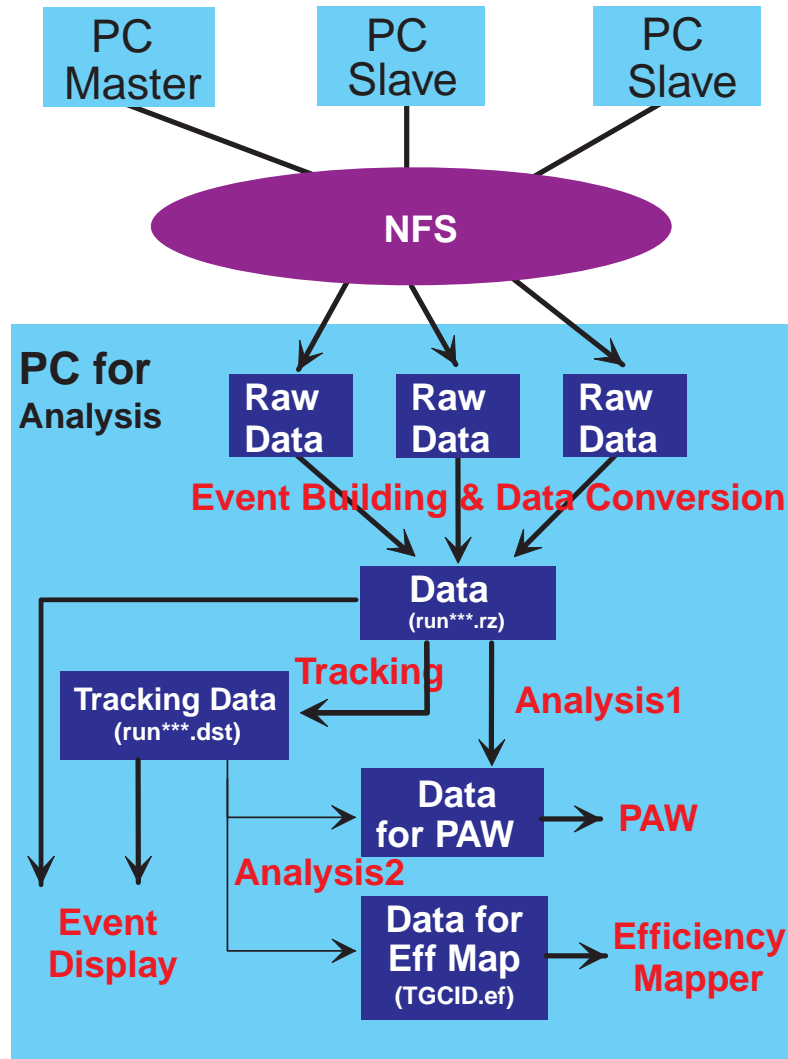 PC
Master
PC
Slave
PC
Slave
NFS
PC for
Analysis
Raw
Data
Raw
Data
Raw
Data
Event Building & Data Conversion
Data
(run***.rz)
Tracking
Tracking Data
(run***.dst)
Analysis1
Data
for PAW
PAW
Analysis2
Event
Display
Data for
Eff Map
(TGCID.ef)
Efficiency
Mapper